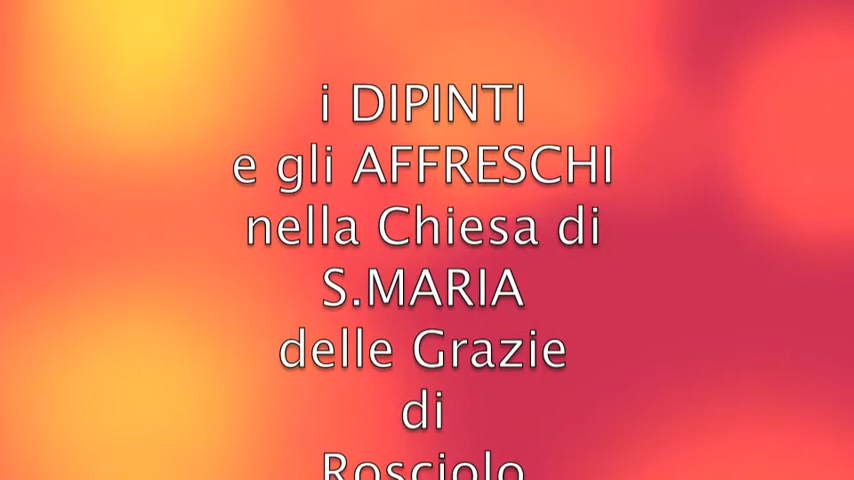 i DIPINTI
e gli AFFRESCHI
nella Chiesa di
S.MARIA
delle Grazie
di
Rosciolo